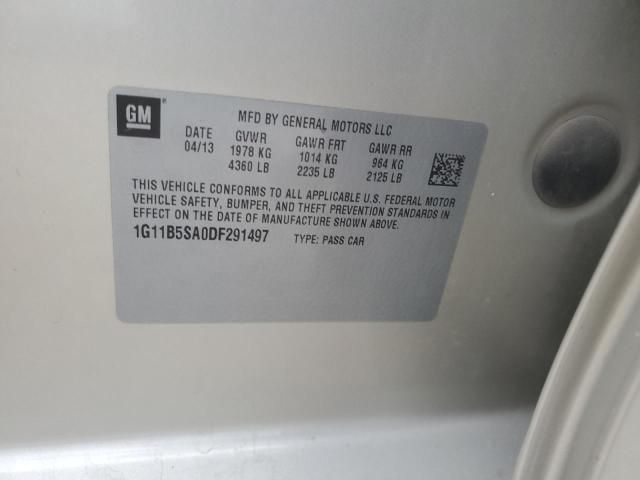 GM
MFD BY GENERAL MOTORS LLC
DATE GVWR GAWR FRT GAWR RR
04/13 1978 KG 1014 KG 964 KG
4360 LB 2235 LB 2125 LB
THIS VEHICLE CONFORMS TO ALL APPLICABLE U.S. FEDERAL MOTOR
VEHICLE SAFETY, BUMPER, AND THEFT PREVENTION STANDARDS IN
EFFECT ON THE DATE OF MANUFACTURE SHOWN ABOVE.
1G11B5SA0DF291497 TYPE: PASS CAR